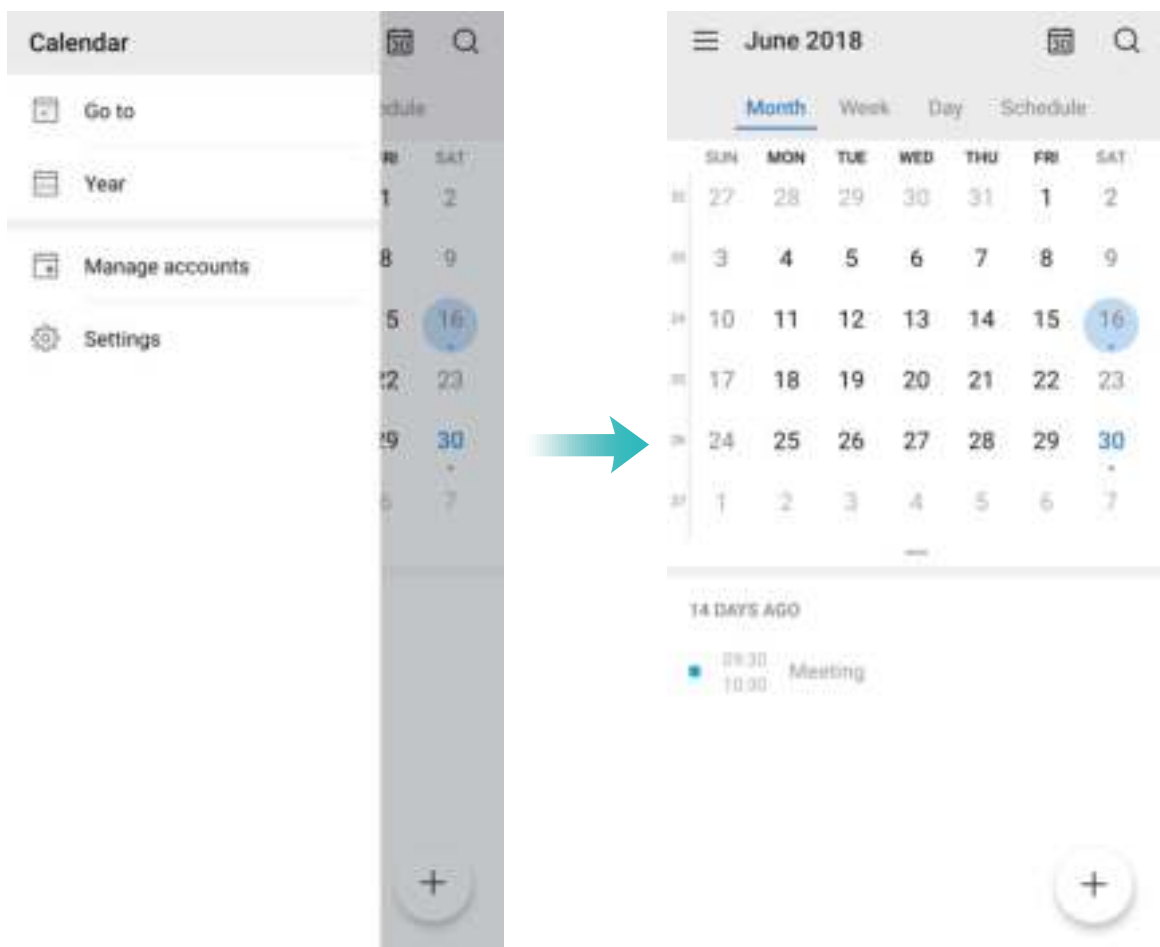 Calendar
30
Go to
Year
Manage accounts
Settings
edule
RI SAT
1 2
8 9
5 16
22 23
29 30
6 7
June 2018
30
Month Week Day Schedule
SUN MON TUE WED THU FRI SAT
27 28 29 30 31 1 2
3 4 5 6 7 8 9
10 11 12 13 14 15 16
17 18 19 20 21 22 23
24 25 26 27 28 29 30
1 2 3 4 5 6 7
14 DAYS AGO
09:30
Meeting